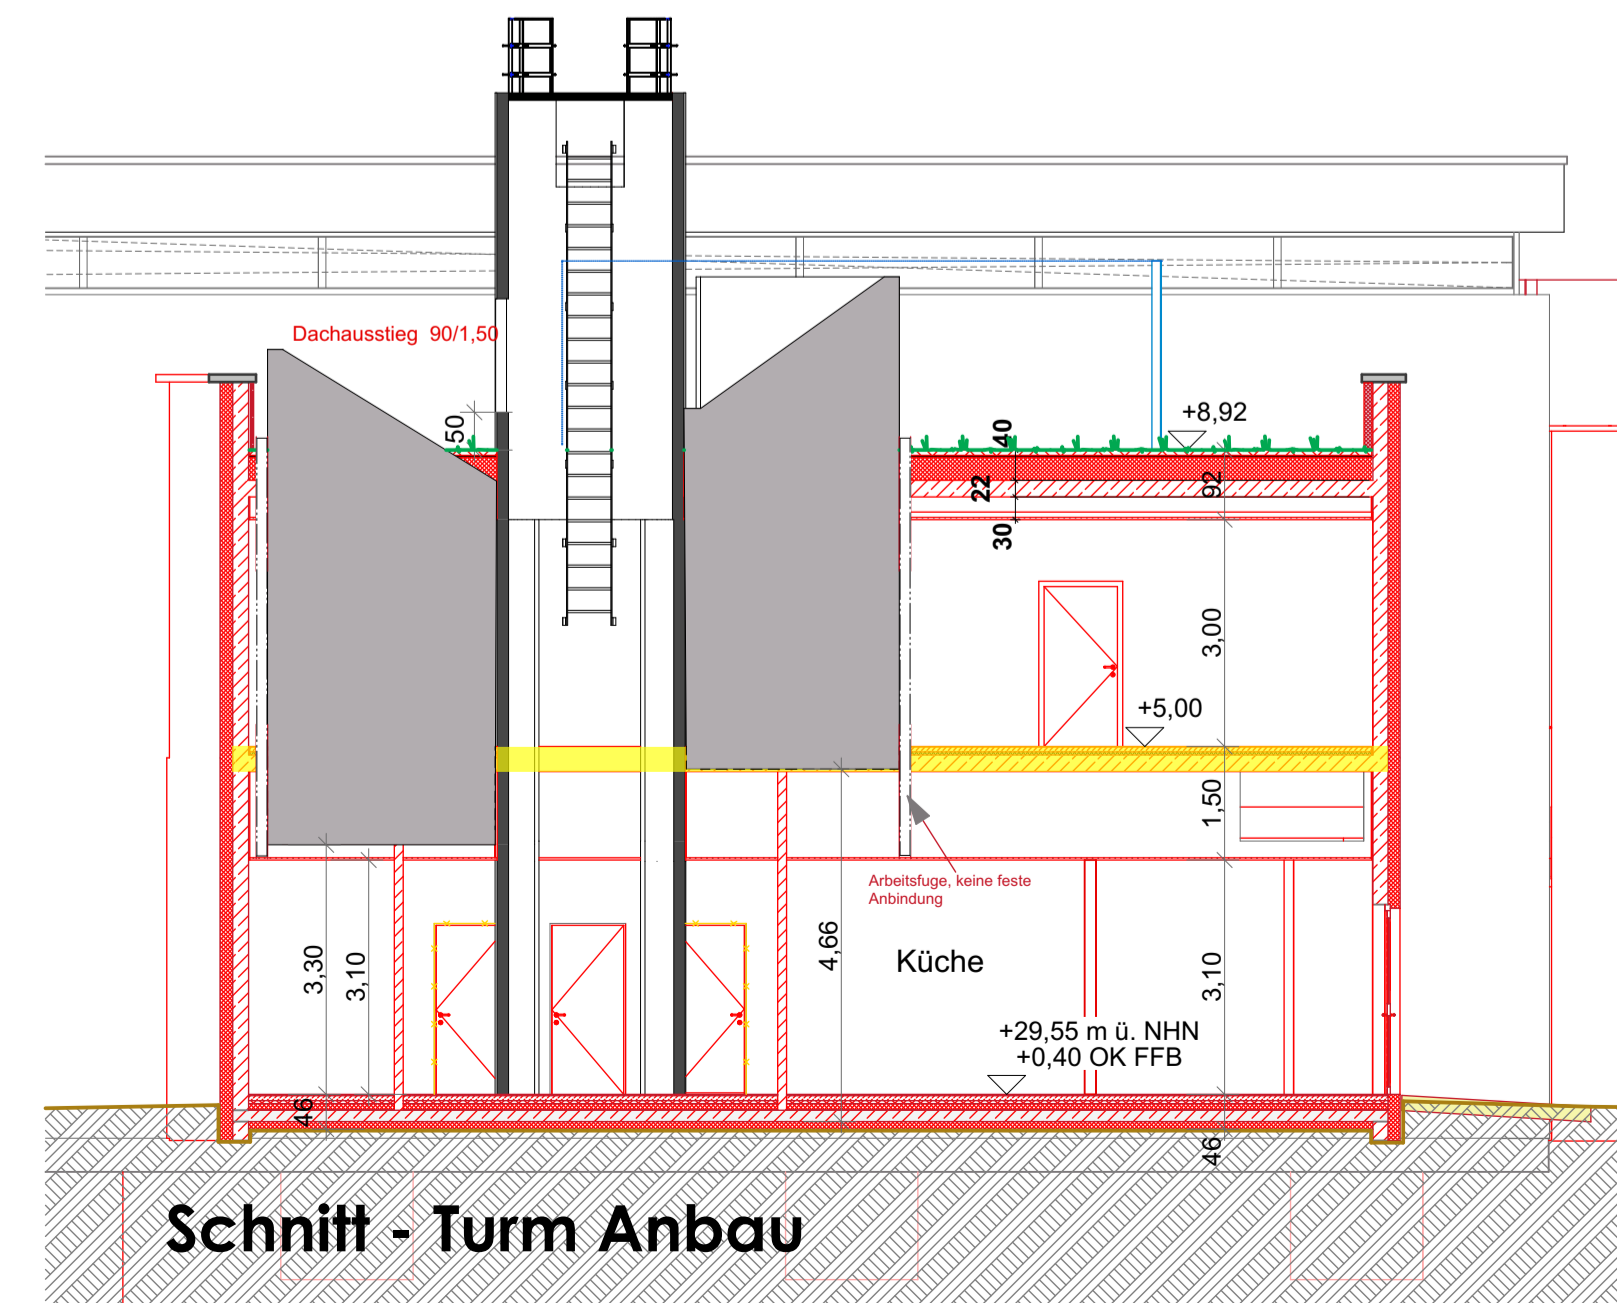 Dachausstieg 90/1,50
50
+8,92
40
22
92
30
3,00
+5,00
1,50
Arbeitsfuge, keine feste
Anbindung
4,66
Küche
3,30
3,10
3,10
+29,55 m ü. NHN
+0,40 OK FFB
46
46
Schnitt - Turm Anbau